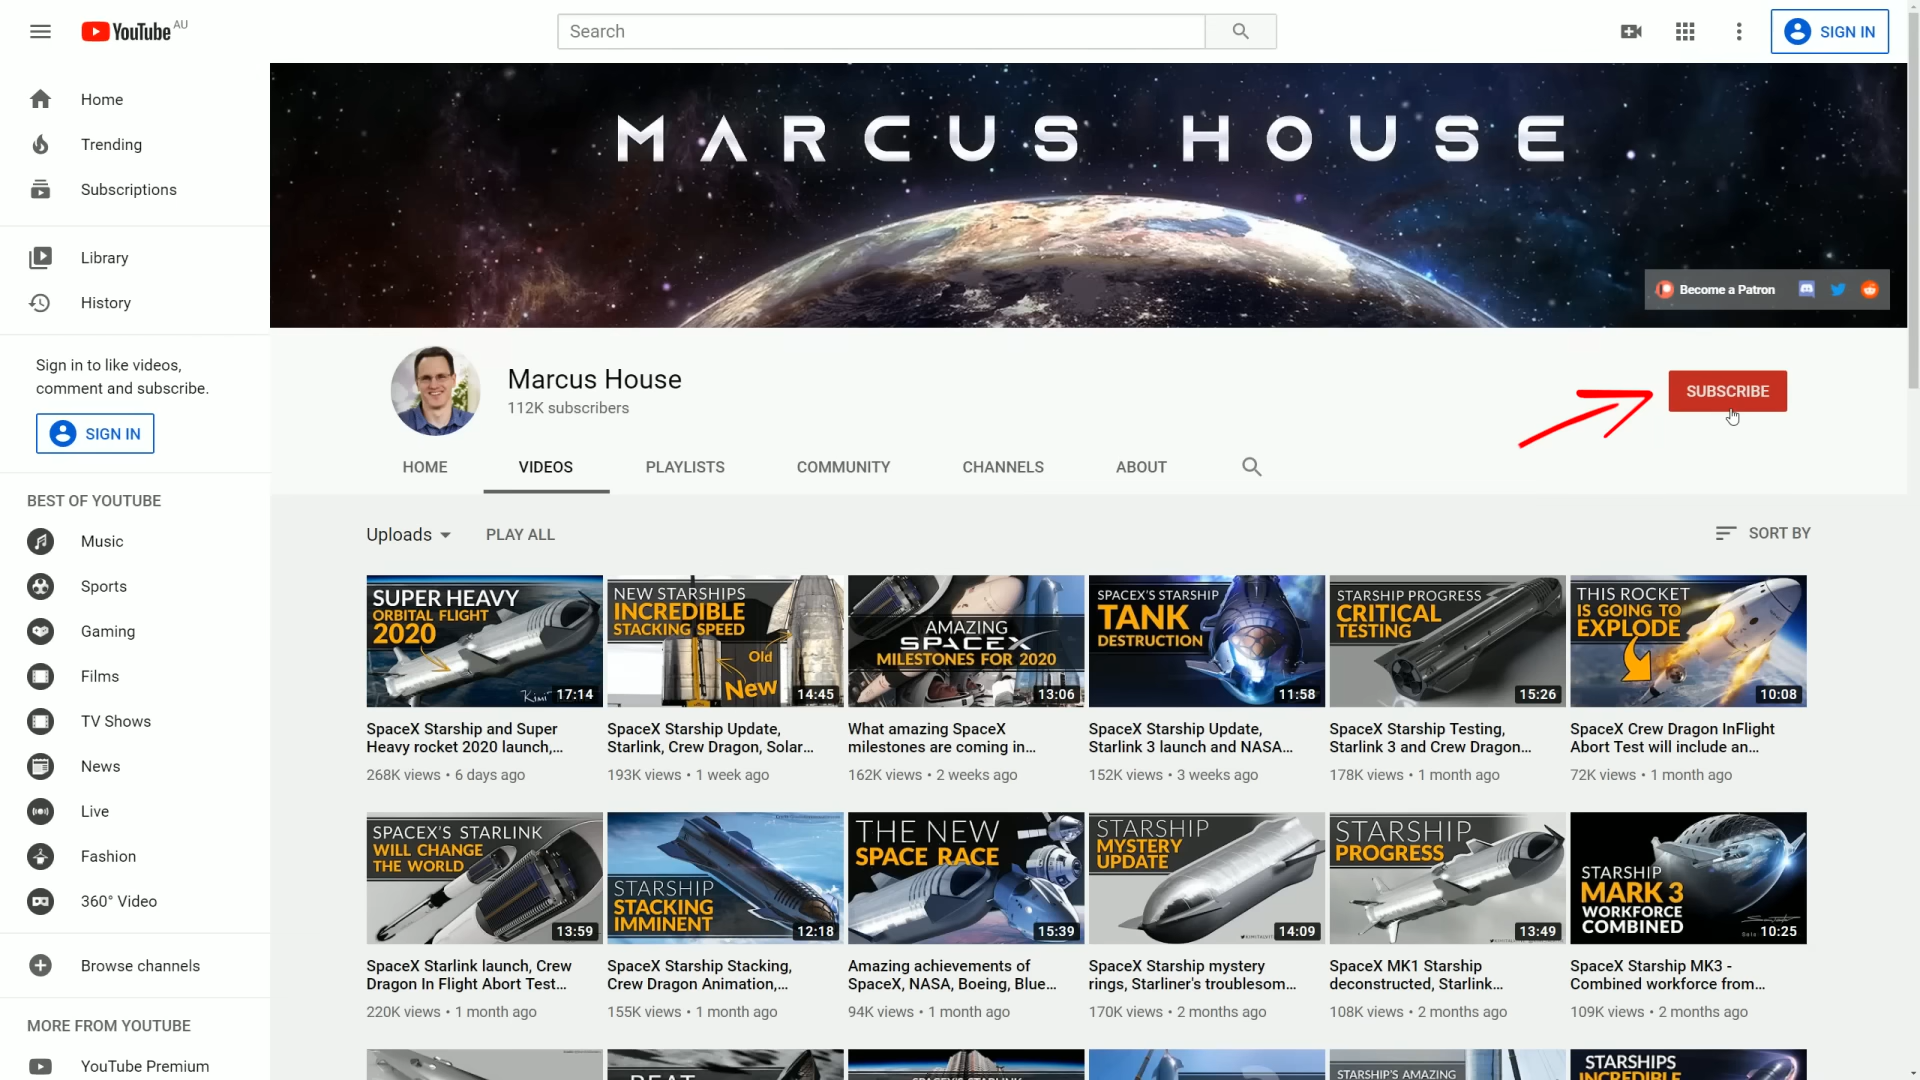 YouTube AU
Search
SIGN IN
Home
Trending
Subscriptions
Library
History
Sign in to like videos,
comment and subscribe.
SIGN IN
BEST OF YOUTUBE
Music
Sports
Gaming
Films
TV Shows
News
Live
Fashion
360° Video
Browse channels
MORE FROM YOUTUBE
YouTube Premium
MARCUS HOUSE
Become a Patron
Marcus House
112K subscribers
SUBSCRIBE
HOME
VIDEOS
PLAYLISTS
COMMUNITY
CHANNELS
ABOUT
Uploads
PLAY ALL
SORT BY
SUPER HEAVY
ORBITAL FLIGHT
2020
Kimi
17:14
SpaceX Starship and Super
Heavy rocket 2020 launch,...
268K views • 6 days ago
NEW STARSHIPS
INCREDIBLE
STACKING SPEED
Old
New
14:45
SpaceX Starship Update,
Starlink, Crew Dragon, Solar...
193K views • 1 week ago
AMAZING
SPACEX
MILESTONES FOR 2020
13:06
What amazing SpaceX
milestones are coming in...
162K views • 2 weeks ago
SPACEX'S STARSHIP
TANK
DESTRUCTION
11:58
SpaceX Starship Update,
Starlink 3 launch and NASA...
152K views • 3 weeks ago
STARSHIP PROGRESS
CRITICAL
TESTING
15:26
SpaceX Starship Testing,
Starlink 3 and Crew Dragon...
178K views • 1 month ago
THIS ROCKET
IS GOING TO
EXPLODE
10:08
SpaceX Crew Dragon InFlight
Abort Test will include an...
72K views • 1 month ago
SPACEX'S STARLINK
WILL CHANGE
THE WORLD
13:59
SpaceX Starlink launch, Crew
Dragon In Flight Abort Test...
220K views • 1 month ago
STARSHIP
STACKING
IMMINENT
12:18
SpaceX Starship Stacking,
Crew Dragon Animation,...
155K views • 1 month ago
THE NEW
SPACE RACE
15:39
Amazing achievements of
SpaceX, NASA, Boeing, Blue...
94K views • 1 month ago
STARSHIP
MYSTERY
UPDATE
14:09
SpaceX Starship mystery
rings, Starliner's troublesom...
170K views • 2 months ago
STARSHIP
PROGRESS
13:49
SpaceX MK1 Starship
deconstructed, Starlink...
108K views • 2 months ago
STARSHIP
MARK 3
WORKFORCE
COMBINED
10:25
SpaceX Starship MK3 -
Combined workforce from...
109K views • 2 months ago
STARSHIP'S AMAZING
STARSHIPS
INCREDIBLE